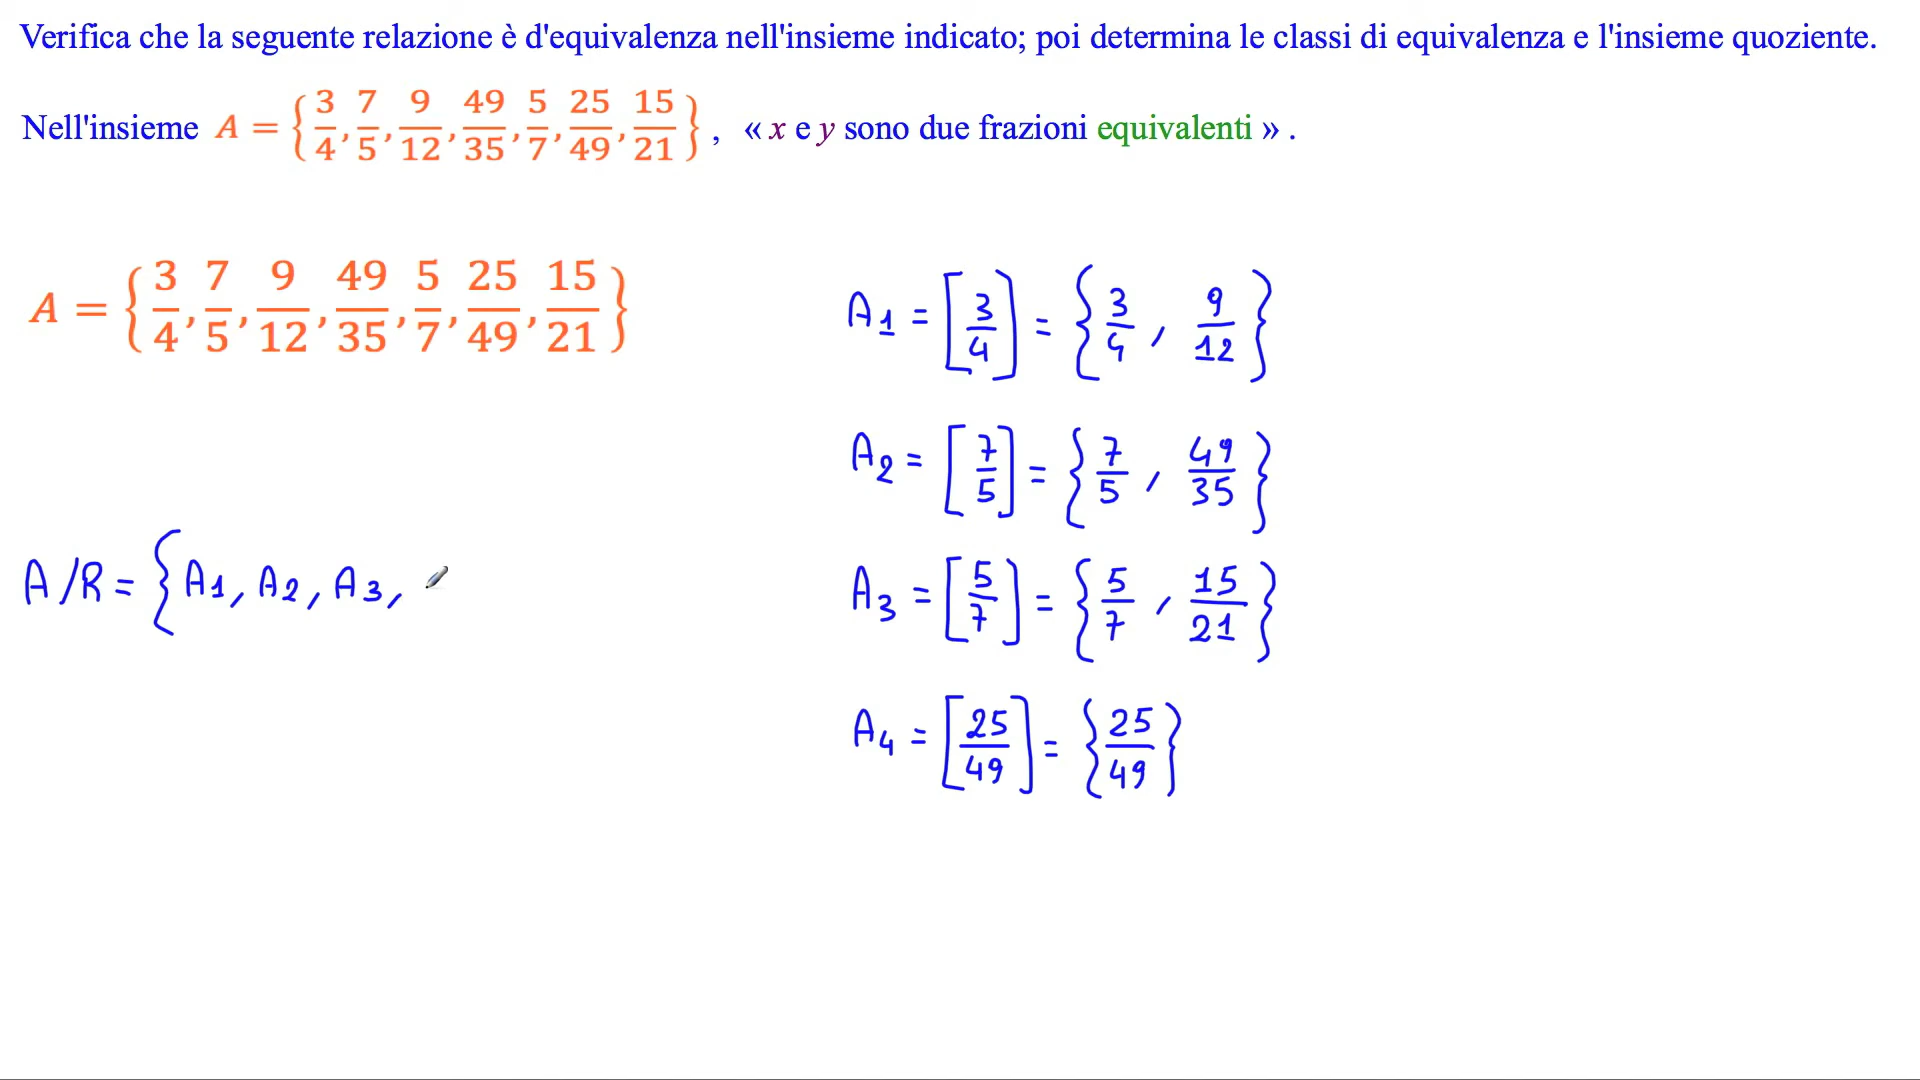 Verifica che la seguente relazione è d'equivalenza nell'insieme indicato; poi determina le classi di equivalenza e l'insieme quoziente.
Nell'insieme A = {3/4, 7/5, 9/12, 49/35, 5/7, 25/49, 15/21} , « x e y sono due frazioni equivalenti » .
A = {3/4, 7/5, 9/12, 49/35, 5/7, 25/49, 15/21}
A/R = { A1, A2, A3,
A1 = [3/4] = {3/4, 9/12}
A2 = [7/5] = {7/5, 49/35}
A3 = [5/7] = {5/7, 15/21}
A4 = [25/49] = {25/49}